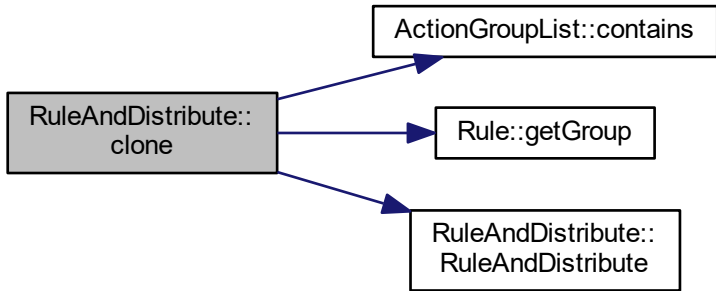 RuleAndDistribute::
clone
ActionGroupList::contains
Rule::getGroup
RuleAndDistribute::
RuleAndDistribute